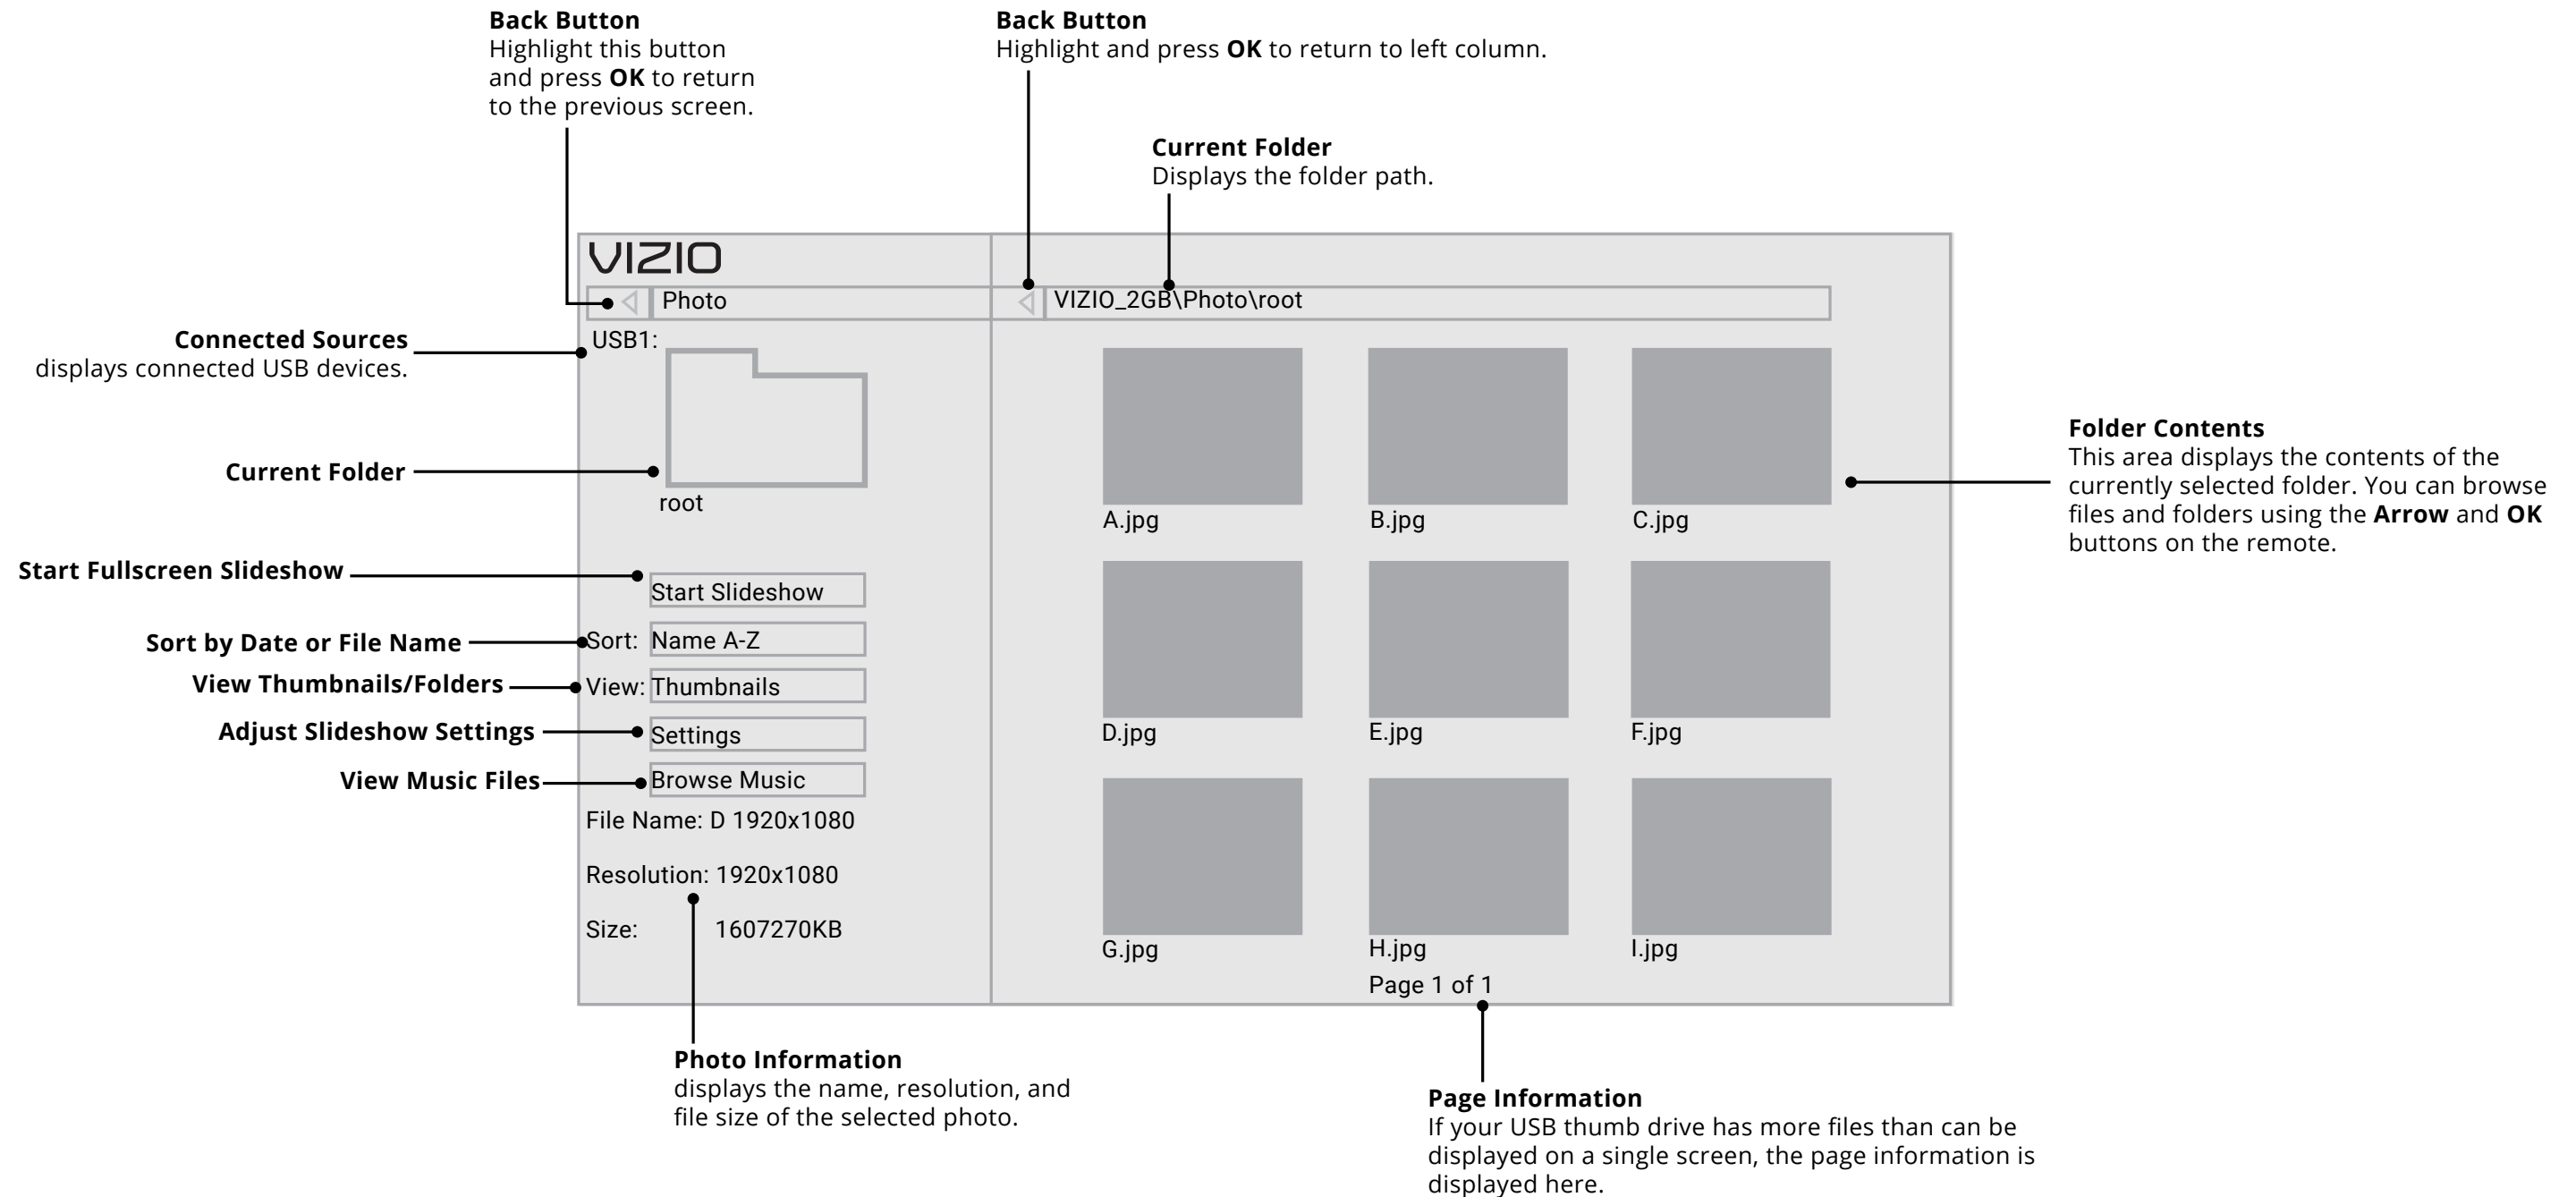 Back Button
Highlight this button
and press OK to return
to the previous screen.
Back Button
Highlight and press OK to return to left column.
Current Folder
Displays the folder path.
VIZIO
Photo
VIZIO_2GB\Photo\root
Connected Sources
displays connected USB devices.
USB1:
Current Folder
root
Start Fullscreen Slideshow
Start Slideshow
Sort by Date or File Name
Sort: Name A-Z
View Thumbnails/Folders
View: Thumbnails
Adjust Slideshow Settings
Settings
View Music Files
Browse Music
File Name: D 1920x1080
Resolution: 1920x1080
Size: 1607270KB
A.jpg
B.jpg
C.jpg
D.jpg
E.jpg
F.jpg
G.jpg
H.jpg
I.jpg
Page 1 of 1
Folder Contents
This area displays the contents of the
currently selected folder. You can browse
files and folders using the Arrow and OK
buttons on the remote.
Photo Information
displays the name, resolution, and
file size of the selected photo.
Page Information
If your USB thumb drive has more files than can be
displayed on a single screen, the page information is
displayed here.